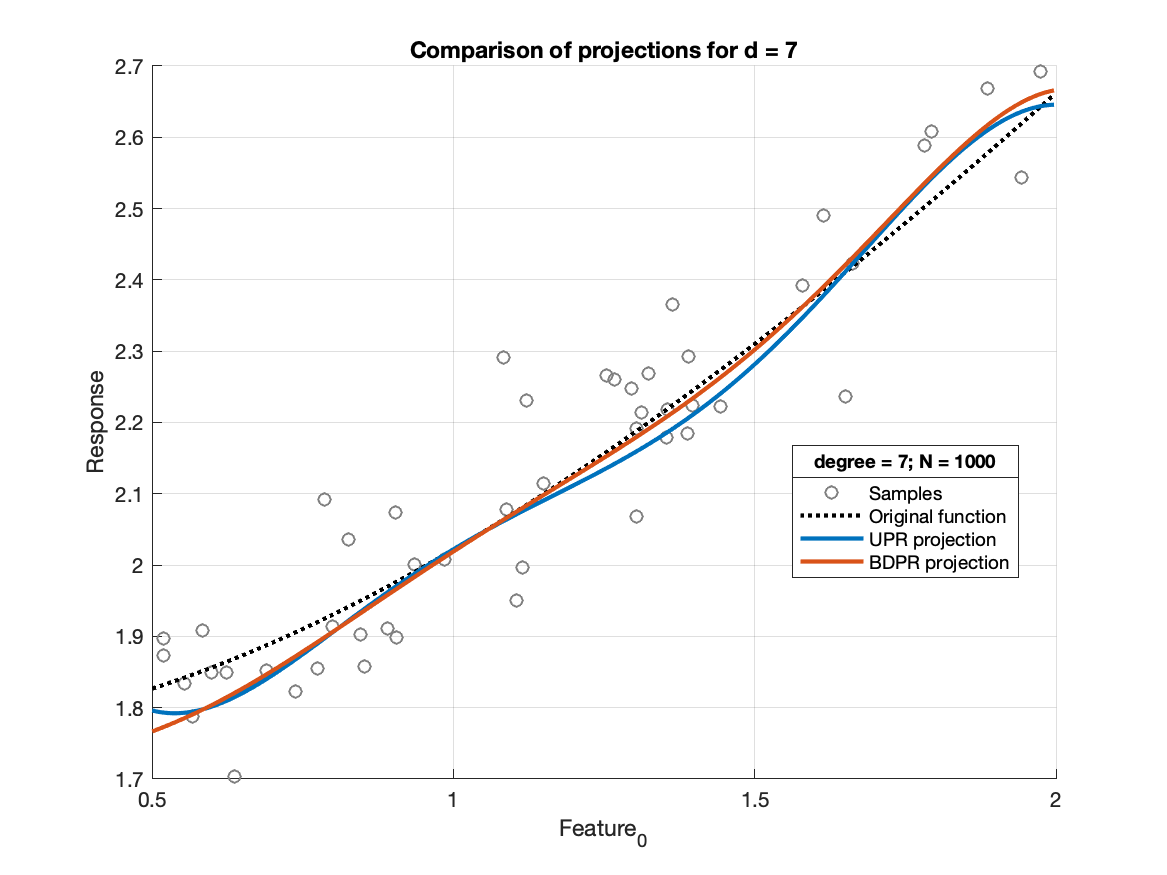 Comparison of projections for d = 7
2.7
2.6
2.5
2.4
2.3
2.2
2.1
2
1.9
1.8
1.7
Response
0.5
1
1.5
2
Feature₀
degree = 7; N = 1000
Samples
Original function
UPR projection
BDPR projection